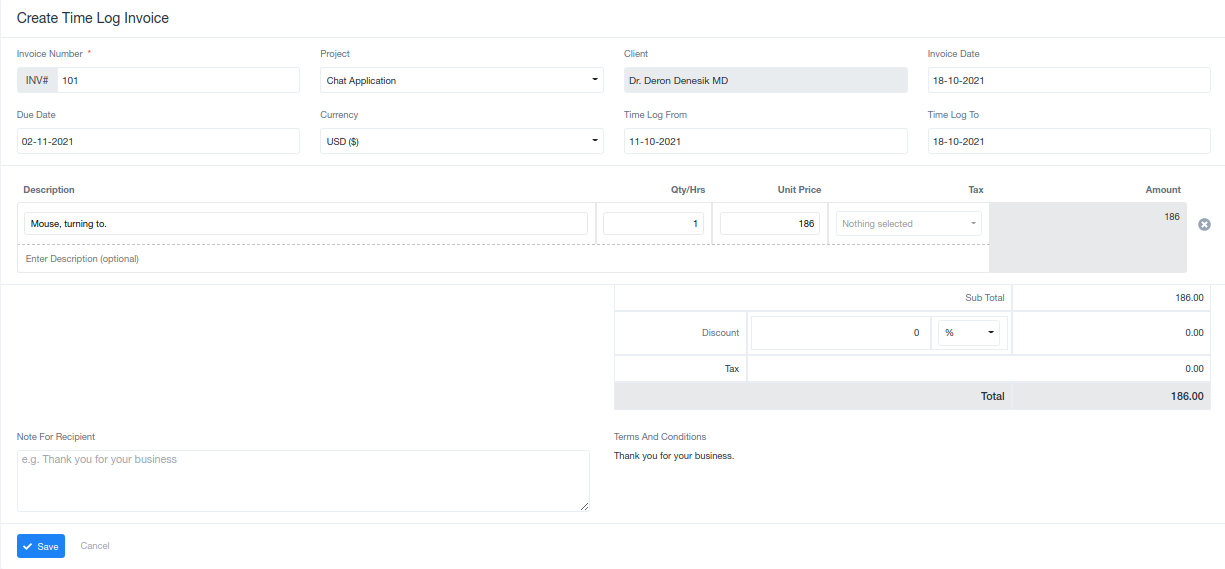 Create Time Log Invoice
Invoice Number * Project Client Invoice Date
INV# 101 Chat Application Dr. Deron Denesik MD 18-10-2021
Due Date Currency Time Log From Time Log To
02-11-2021 USD ($) 11-10-2021 18-10-2021
Description Qty/Hrs Unit Price Tax Amount
Mouse, turning to. 1 186 Nothing selected 186
Enter Description (optional)
Sub Total 186.00
Discount 0 % 0.00
Tax 0.00
Total 186.00
Note For Recipient Terms And Conditions
e.g. Thank you for your business Thank you for your business.
Save Cancel